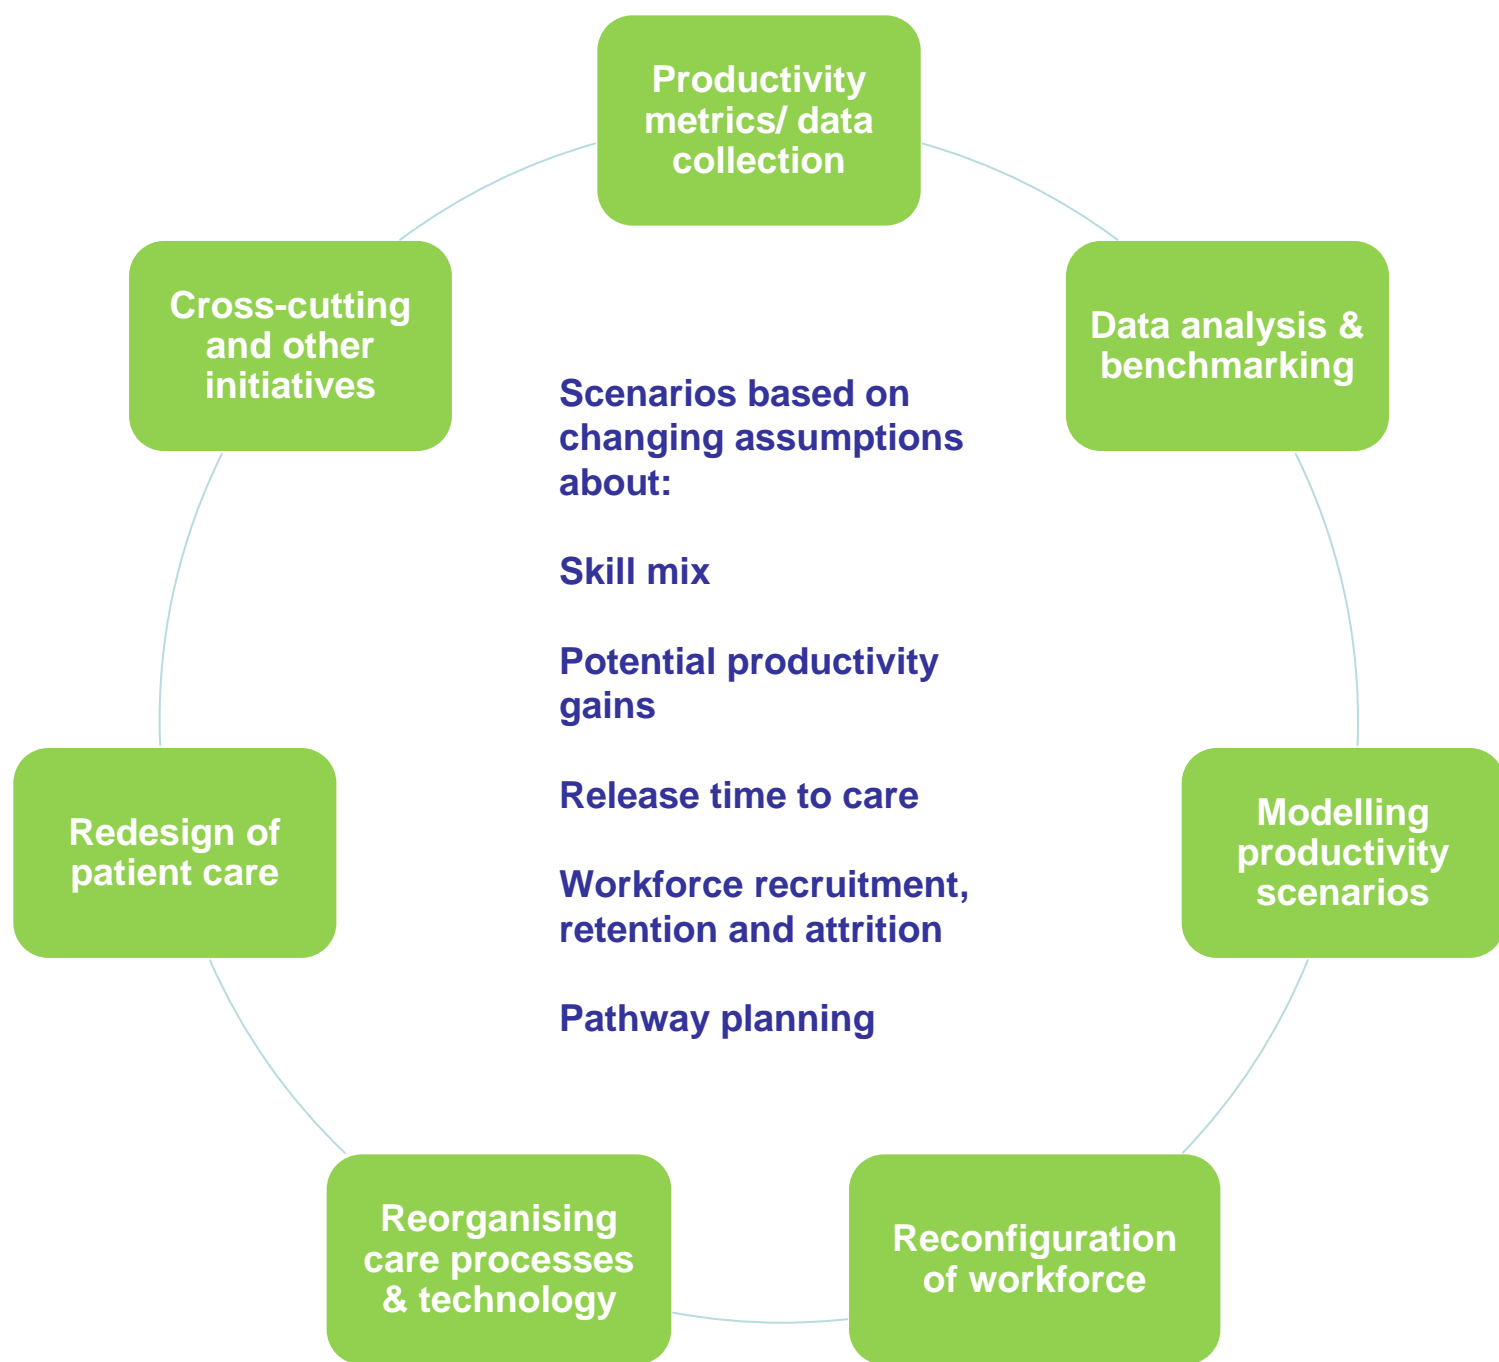 Productivity
metrics/ data
collection
Data analysis &
benchmarking
Modelling
productivity
scenarios
Reconfiguration
of workforce
Reorganising
care processes
& technology
Redesign of
patient care
Cross-cutting
and other
initiatives
Scenarios based on
changing assumptions
about:
Skill mix
Potential productivity
gains
Release time to care
Workforce recruitment,
retention and attrition
Pathway planning